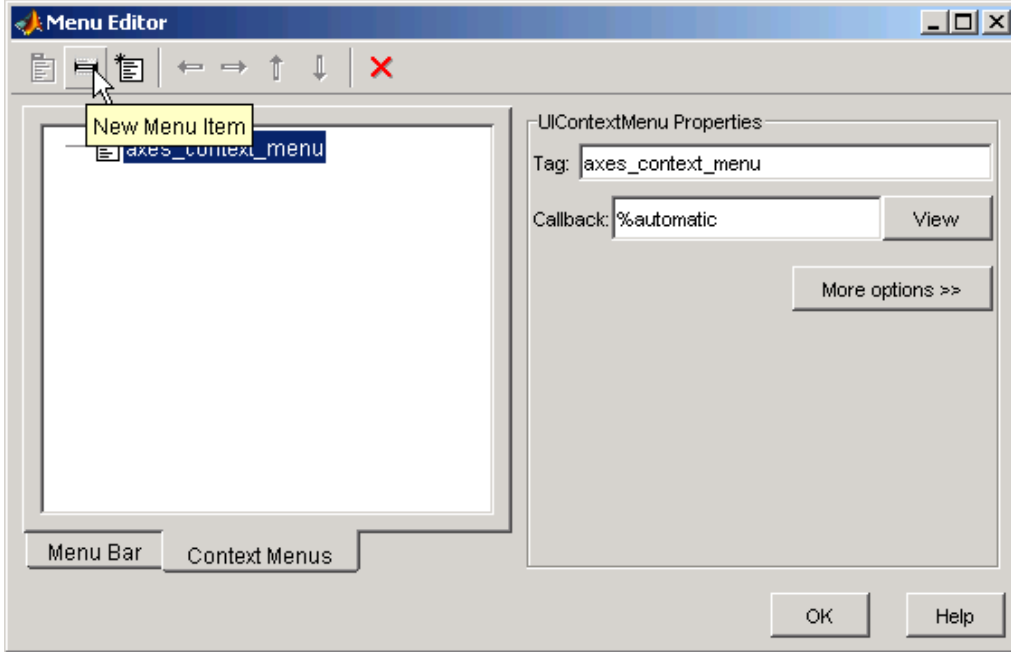 Menu Editor
New Menu Item
axes_context_menu
UIContextMenu Properties
Tag: axes_context_menu
Callback: %automatic View
More options >>
Menu Bar Context Menus
OK Help